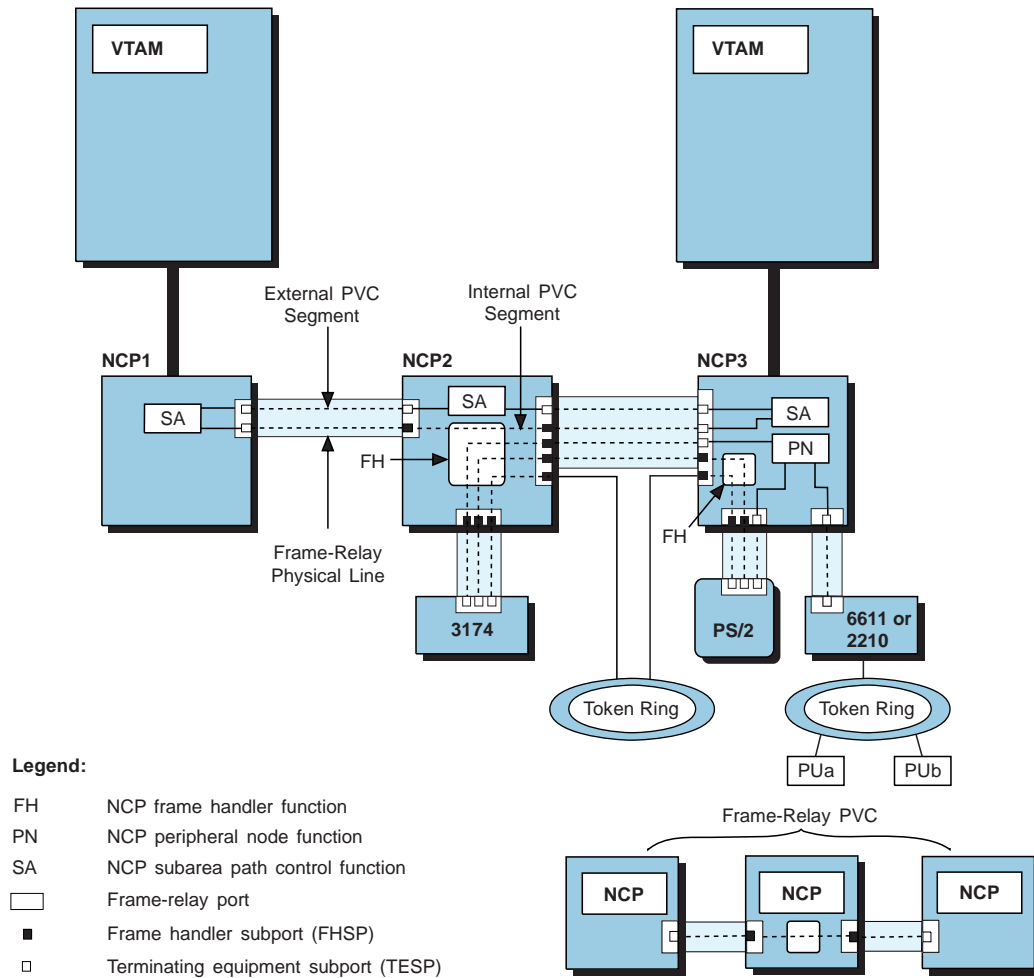 VTAM
VTAM
External PVC
Segment
Internal PVC
Segment
NCP1
NCP2
NCP3
SA
SA
SA
PN
FH
FH
Frame-Relay
Physical Line
3174
PS/2
6611 or
2210
Token Ring
Token Ring
PUa
PUb
Legend:
FH NCP frame handler function
PN NCP peripheral node function
SA NCP subarea path control function
Frame-relay port
Frame handler subport (FHSP)
Terminating equipment subport (TESP)
Frame-Relay PVC
NCP
NCP
NCP